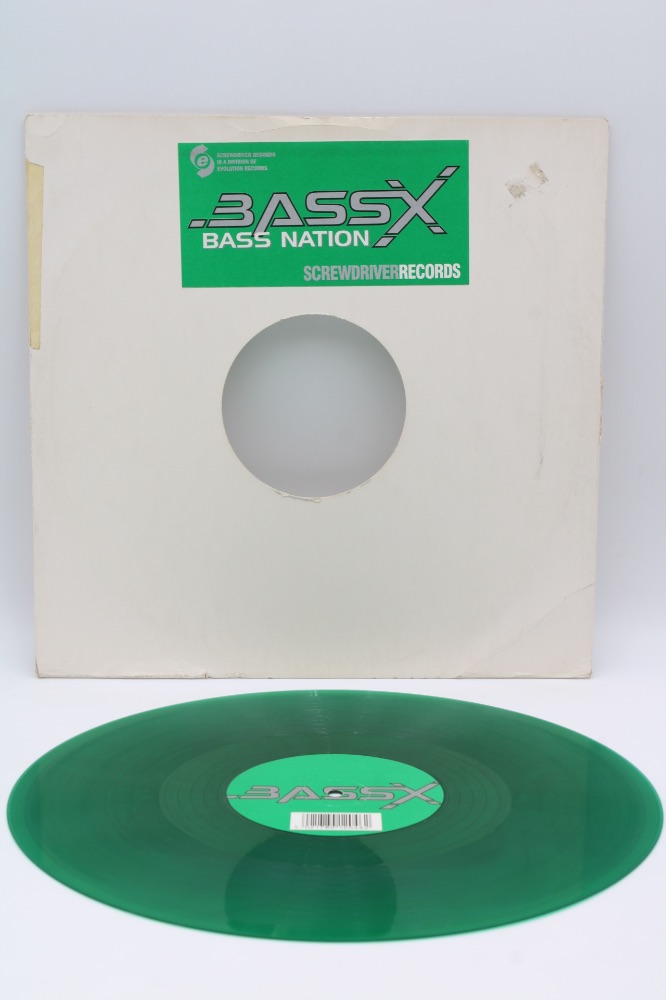 e
SCREWDRIVER RECORDS
IS A DIVISION OF
EVOLUTION RECORDS
BASSX
BASS NATION
SCREWDRIVERRECORDS
BASSX